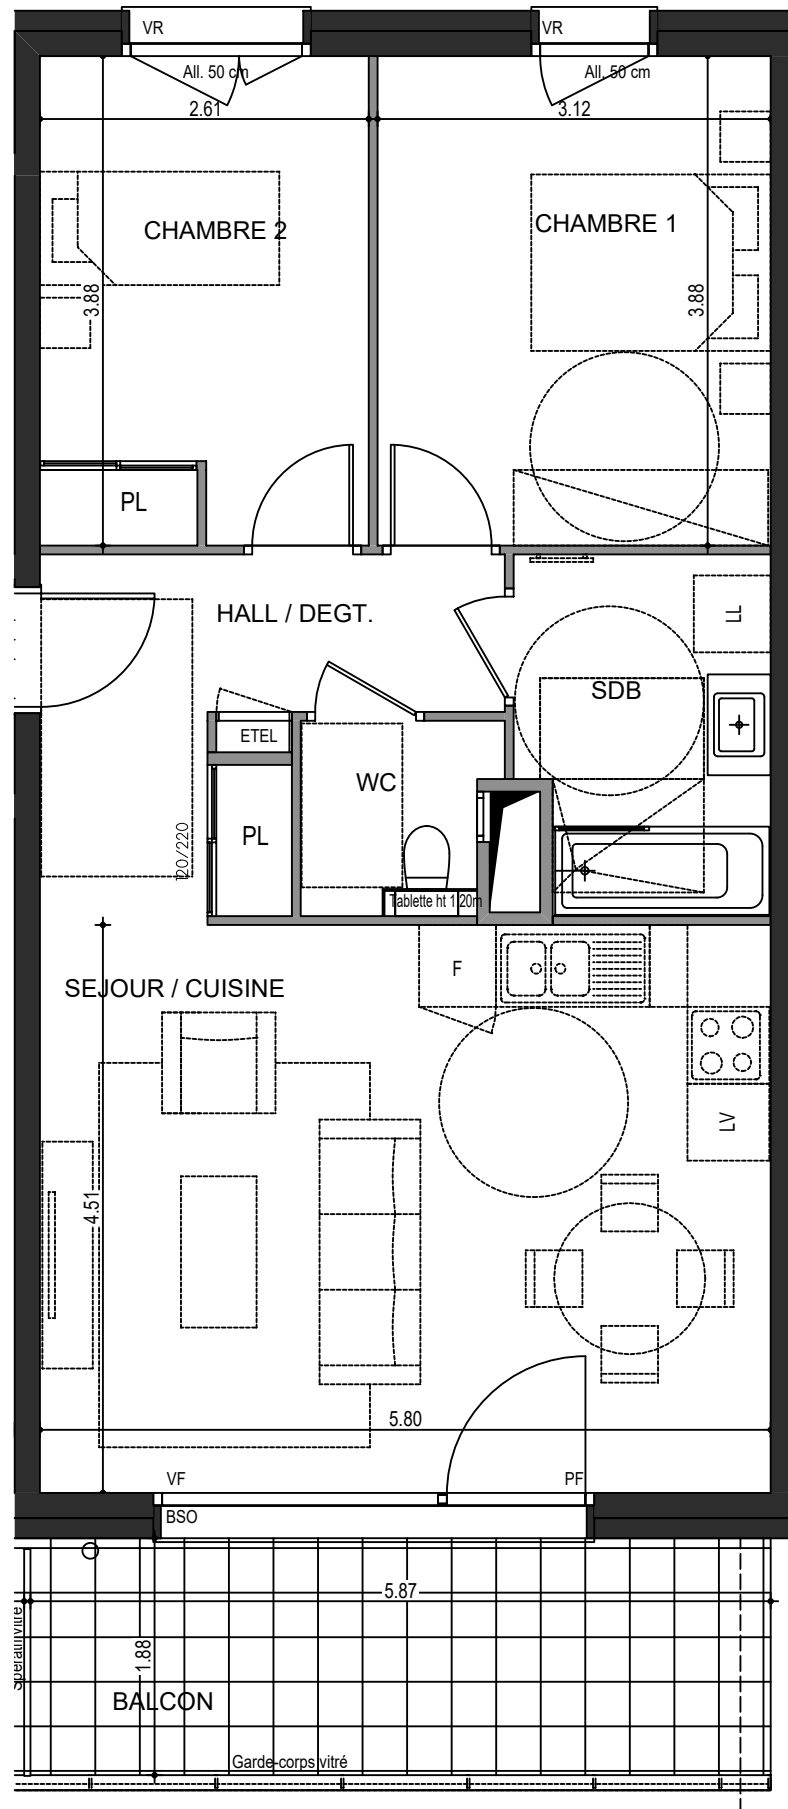 VR
VR
All. 50 cm
All. 50 cm
2.61
3.12
CHAMBRE 2
CHAMBRE 1
3.88
3.88
PL
HALL / DEGT.
LL
SDB
ETEL
WC
PL
120/220
Tablette ht 1.20m
F
SEJOUR / CUISINE
LV
4.51
5.80
VF
PF
BSO
5.87
1.88
BALCON
Garde-corps vitré